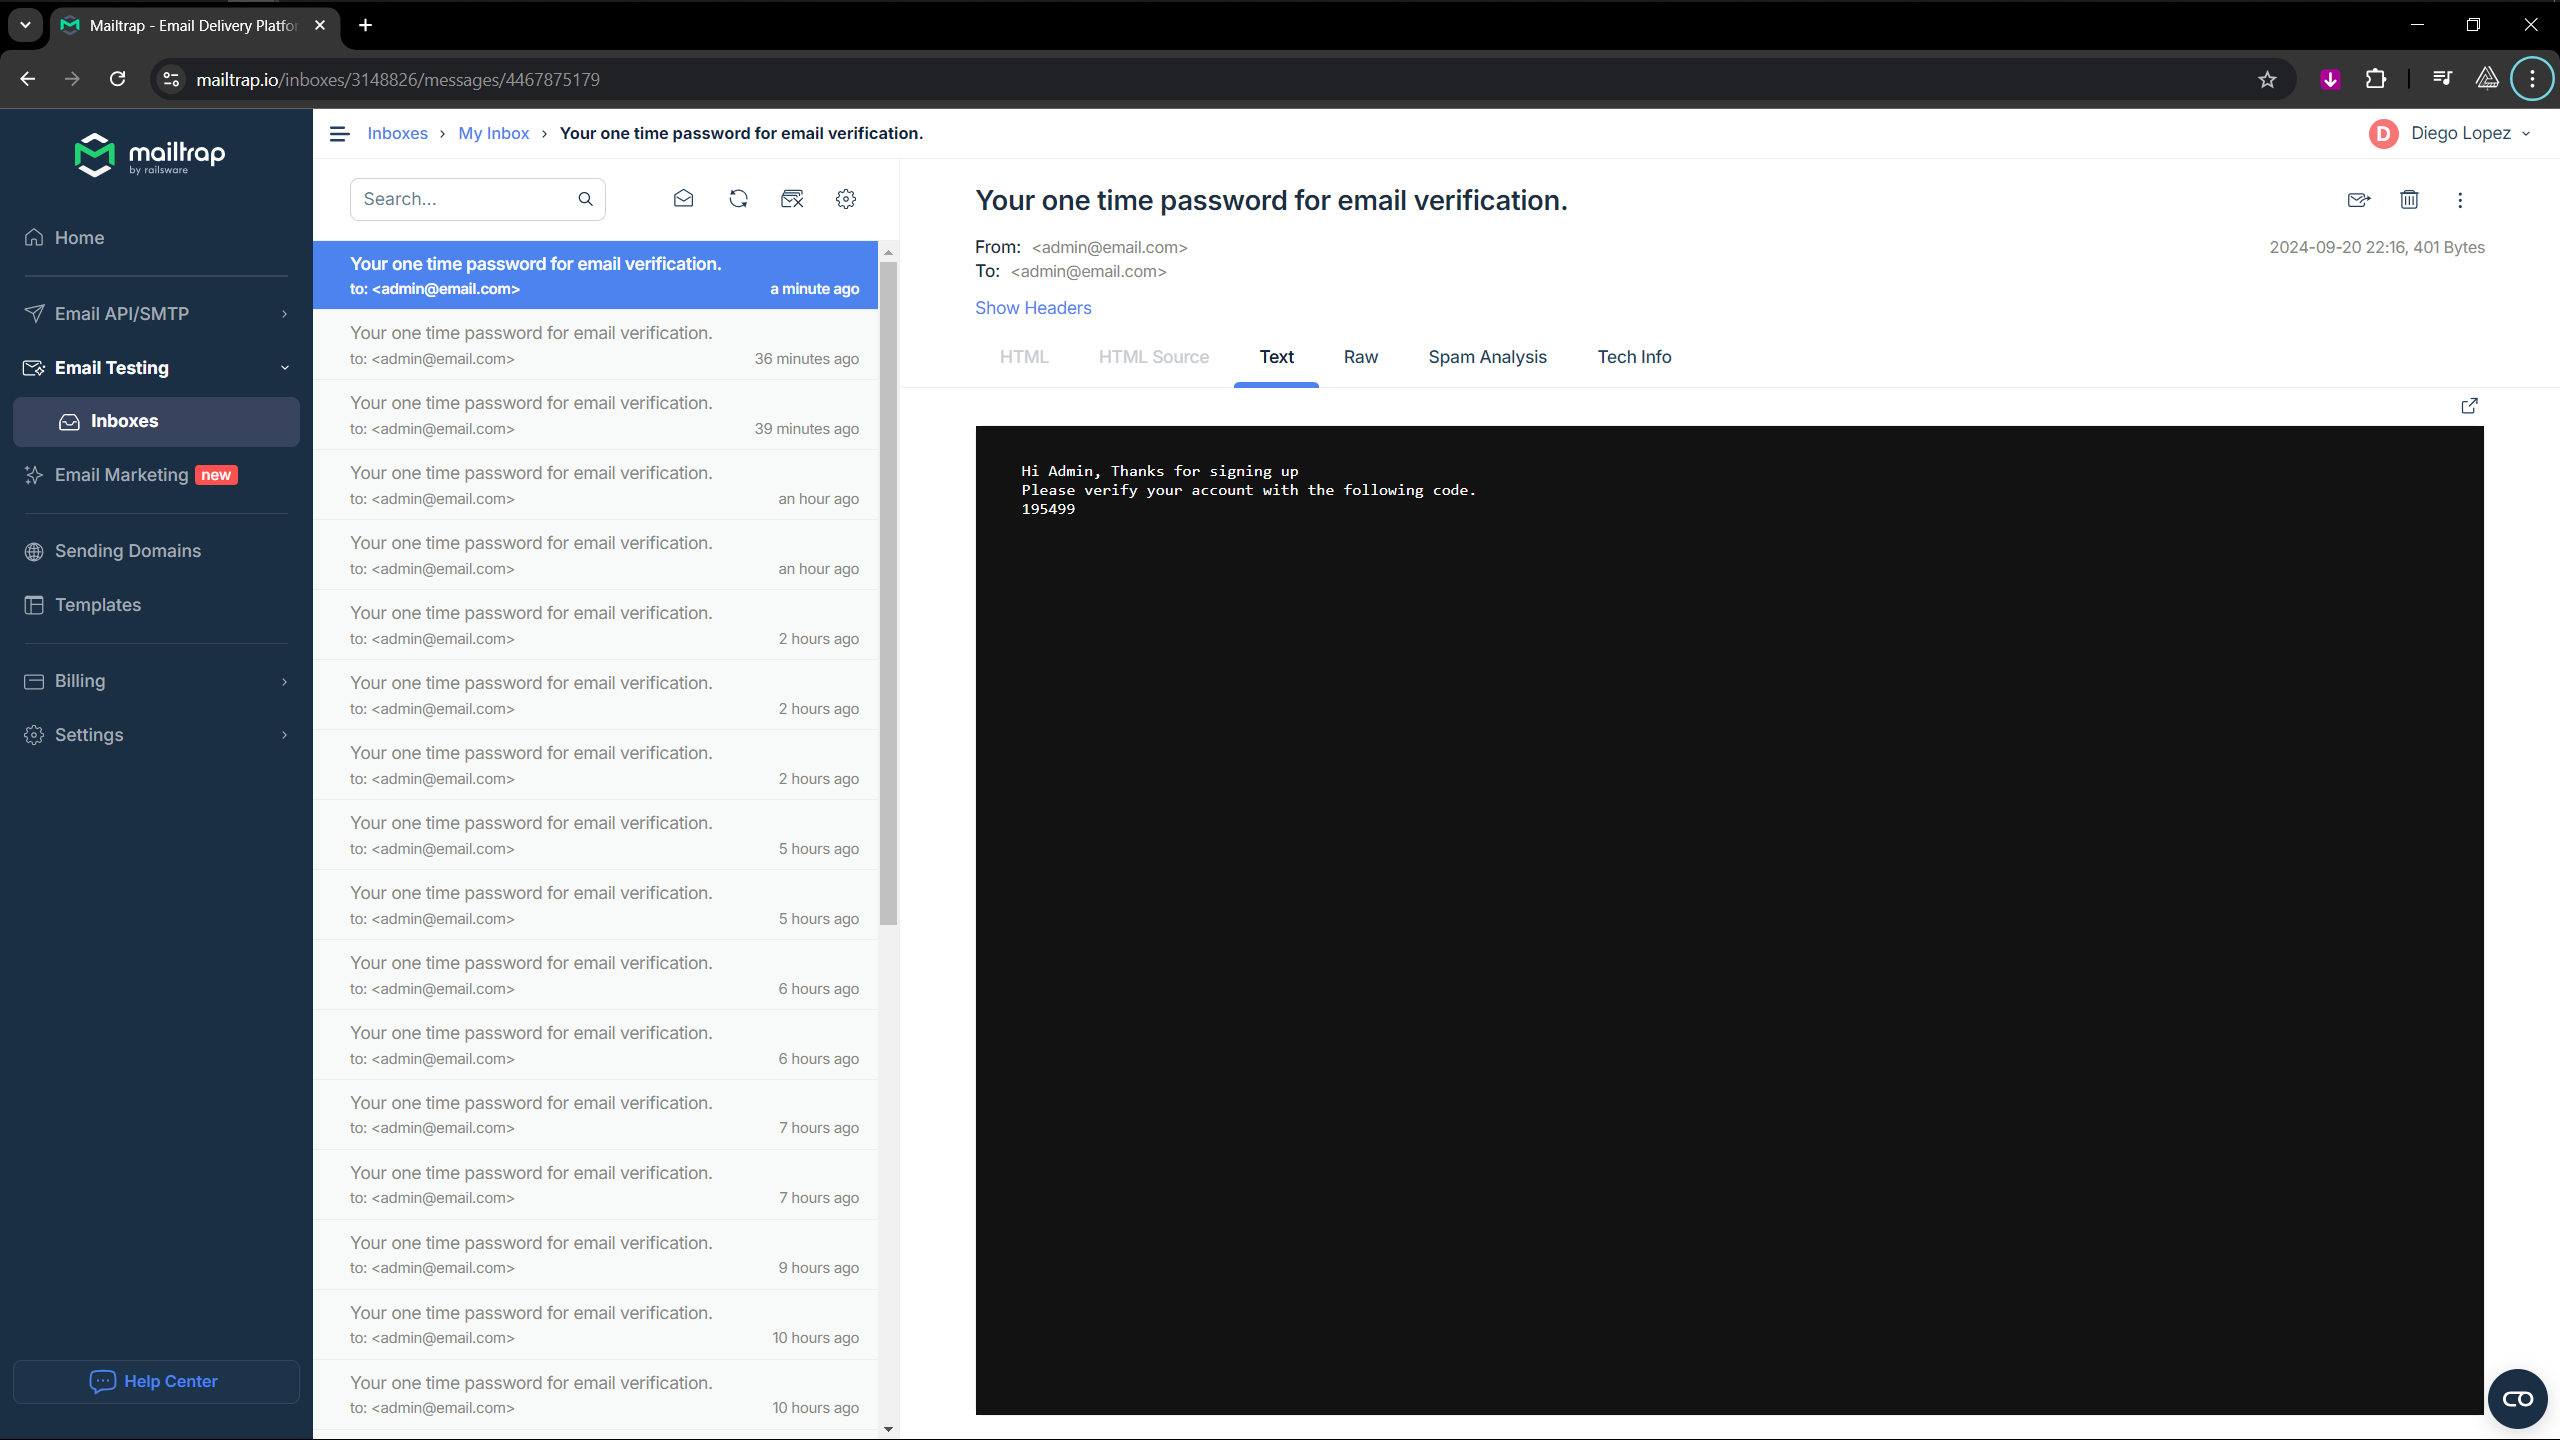 Mailtrap - Email Delivery Platfor
mailtrap.io/inboxes/3148826/messages/4467875179
mailtrap
by railsware
Home
Email API/SMTP
Email Testing
Inboxes
Email Marketing new
Sending Domains
Templates
Billing
Settings
Help Center
Inboxes › My Inbox › Your one time password for email verification.
D Diego Lopez
Search...
Your one time password for email verification.
to: <admin@email.com> a minute ago
Your one time password for email verification.
to: <admin@email.com> 36 minutes ago
Your one time password for email verification.
to: <admin@email.com> 39 minutes ago
Your one time password for email verification.
to: <admin@email.com> an hour ago
Your one time password for email verification.
to: <admin@email.com> an hour ago
Your one time password for email verification.
to: <admin@email.com> 2 hours ago
Your one time password for email verification.
to: <admin@email.com> 2 hours ago
Your one time password for email verification.
to: <admin@email.com> 2 hours ago
Your one time password for email verification.
to: <admin@email.com> 5 hours ago
Your one time password for email verification.
to: <admin@email.com> 5 hours ago
Your one time password for email verification.
to: <admin@email.com> 6 hours ago
Your one time password for email verification.
to: <admin@email.com> 6 hours ago
Your one time password for email verification.
to: <admin@email.com> 7 hours ago
Your one time password for email verification.
to: <admin@email.com> 7 hours ago
Your one time password for email verification.
to: <admin@email.com> 9 hours ago
Your one time password for email verification.
to: <admin@email.com> 10 hours ago
Your one time password for email verification.
to: <admin@email.com> 10 hours ago
Your one time password for email verification.
From: <admin@email.com> 2024-09-20 22:16, 401 Bytes
To: <admin@email.com>
Show Headers
HTML HTML Source Text Raw Spam Analysis Tech Info
Hi Admin, Thanks for signing up
Please verify your account with the following code.
195499